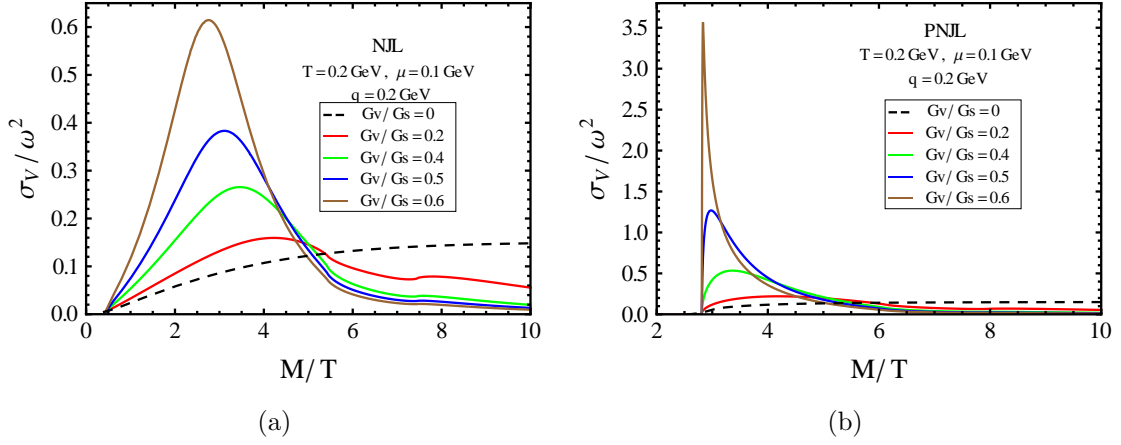 NJL
T = 0.2 GeV , μ = 0.1 GeV
q = 0.2 GeV
Gv / Gs = 0
Gv / Gs = 0.2
Gv / Gs = 0.4
Gv / Gs = 0.5
Gv / Gs = 0.6
σ_V / ω²
0.6
0.5
0.4
0.3
0.2
0.1
0.0
0 2 4 6 8 10
M / T
(a)
PNJL
T = 0.2 GeV , μ = 0.1 GeV
q = 0.2 GeV
Gv / Gs = 0
Gv / Gs = 0.2
Gv / Gs = 0.4
Gv / Gs = 0.5
Gv / Gs = 0.6
σ_V / ω²
3.5
3.0
2.5
2.0
1.5
1.0
0.5
0.0
2 4 6 8 10
M / T
(b)